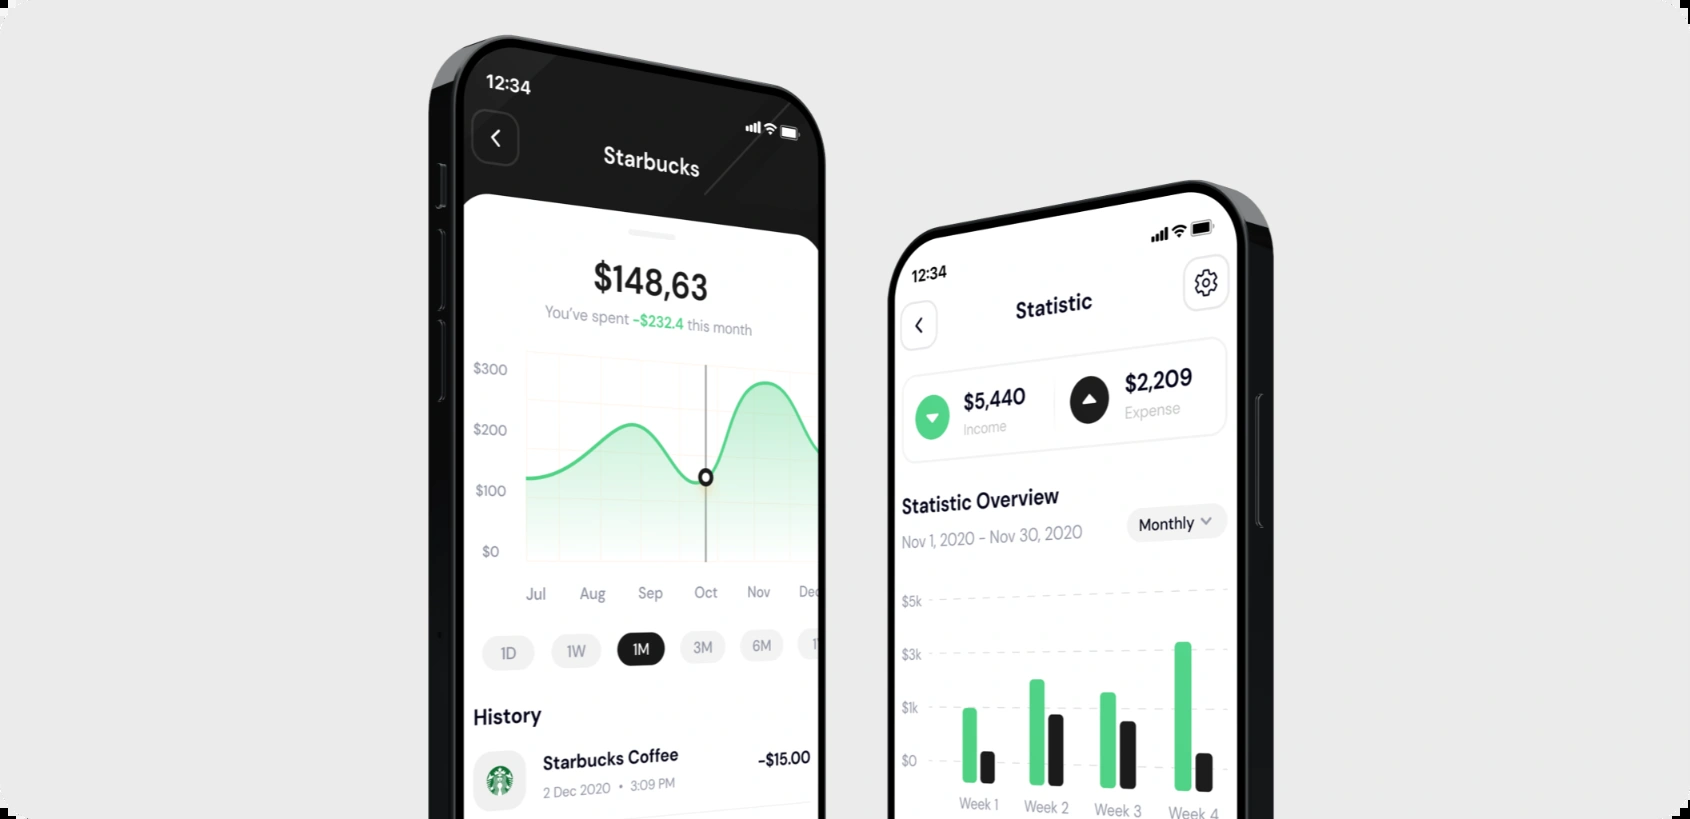 12:34
Starbucks
$148,63
You've spent -$232.4 this month
$300
$200
$100
$0
Jul Aug Sep Oct Nov Dec
1D 1W 1M 3M 6M
History
Starbucks Coffee -$15.00
2 Dec 2020 • 3:09 PM
12:34
Statistic
$5,440 $2,209
Income Expense
Statistic Overview
Nov 1, 2020 - Nov 30, 2020 Monthly
$5k
$3k
$1k
$0
Week 1 Week 2 Week 3 Week 4